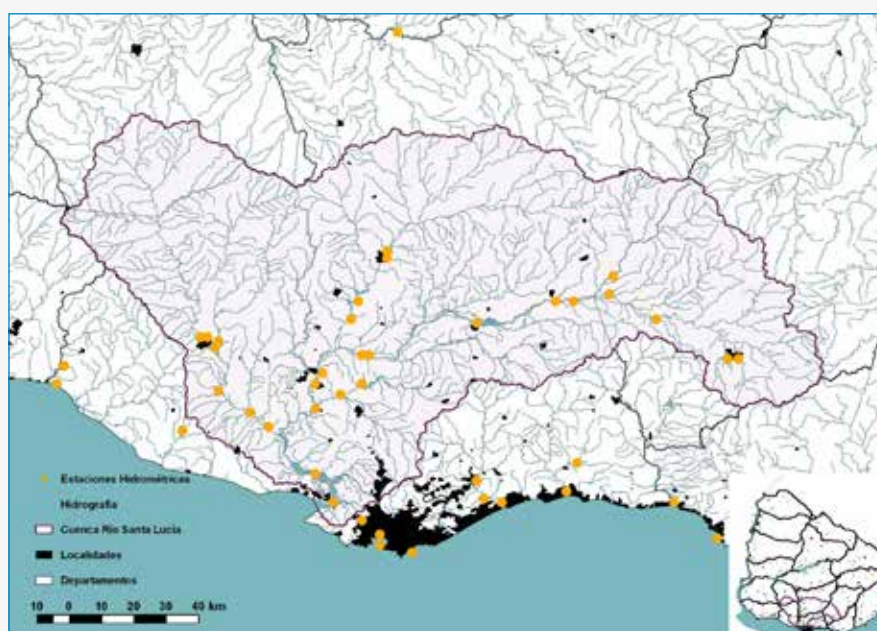 Estaciones Hidrométricas
Hidrografía
Cuenca Río Santa Lucía
Localidades
Departamentos
10 0 10 20 30 40 km